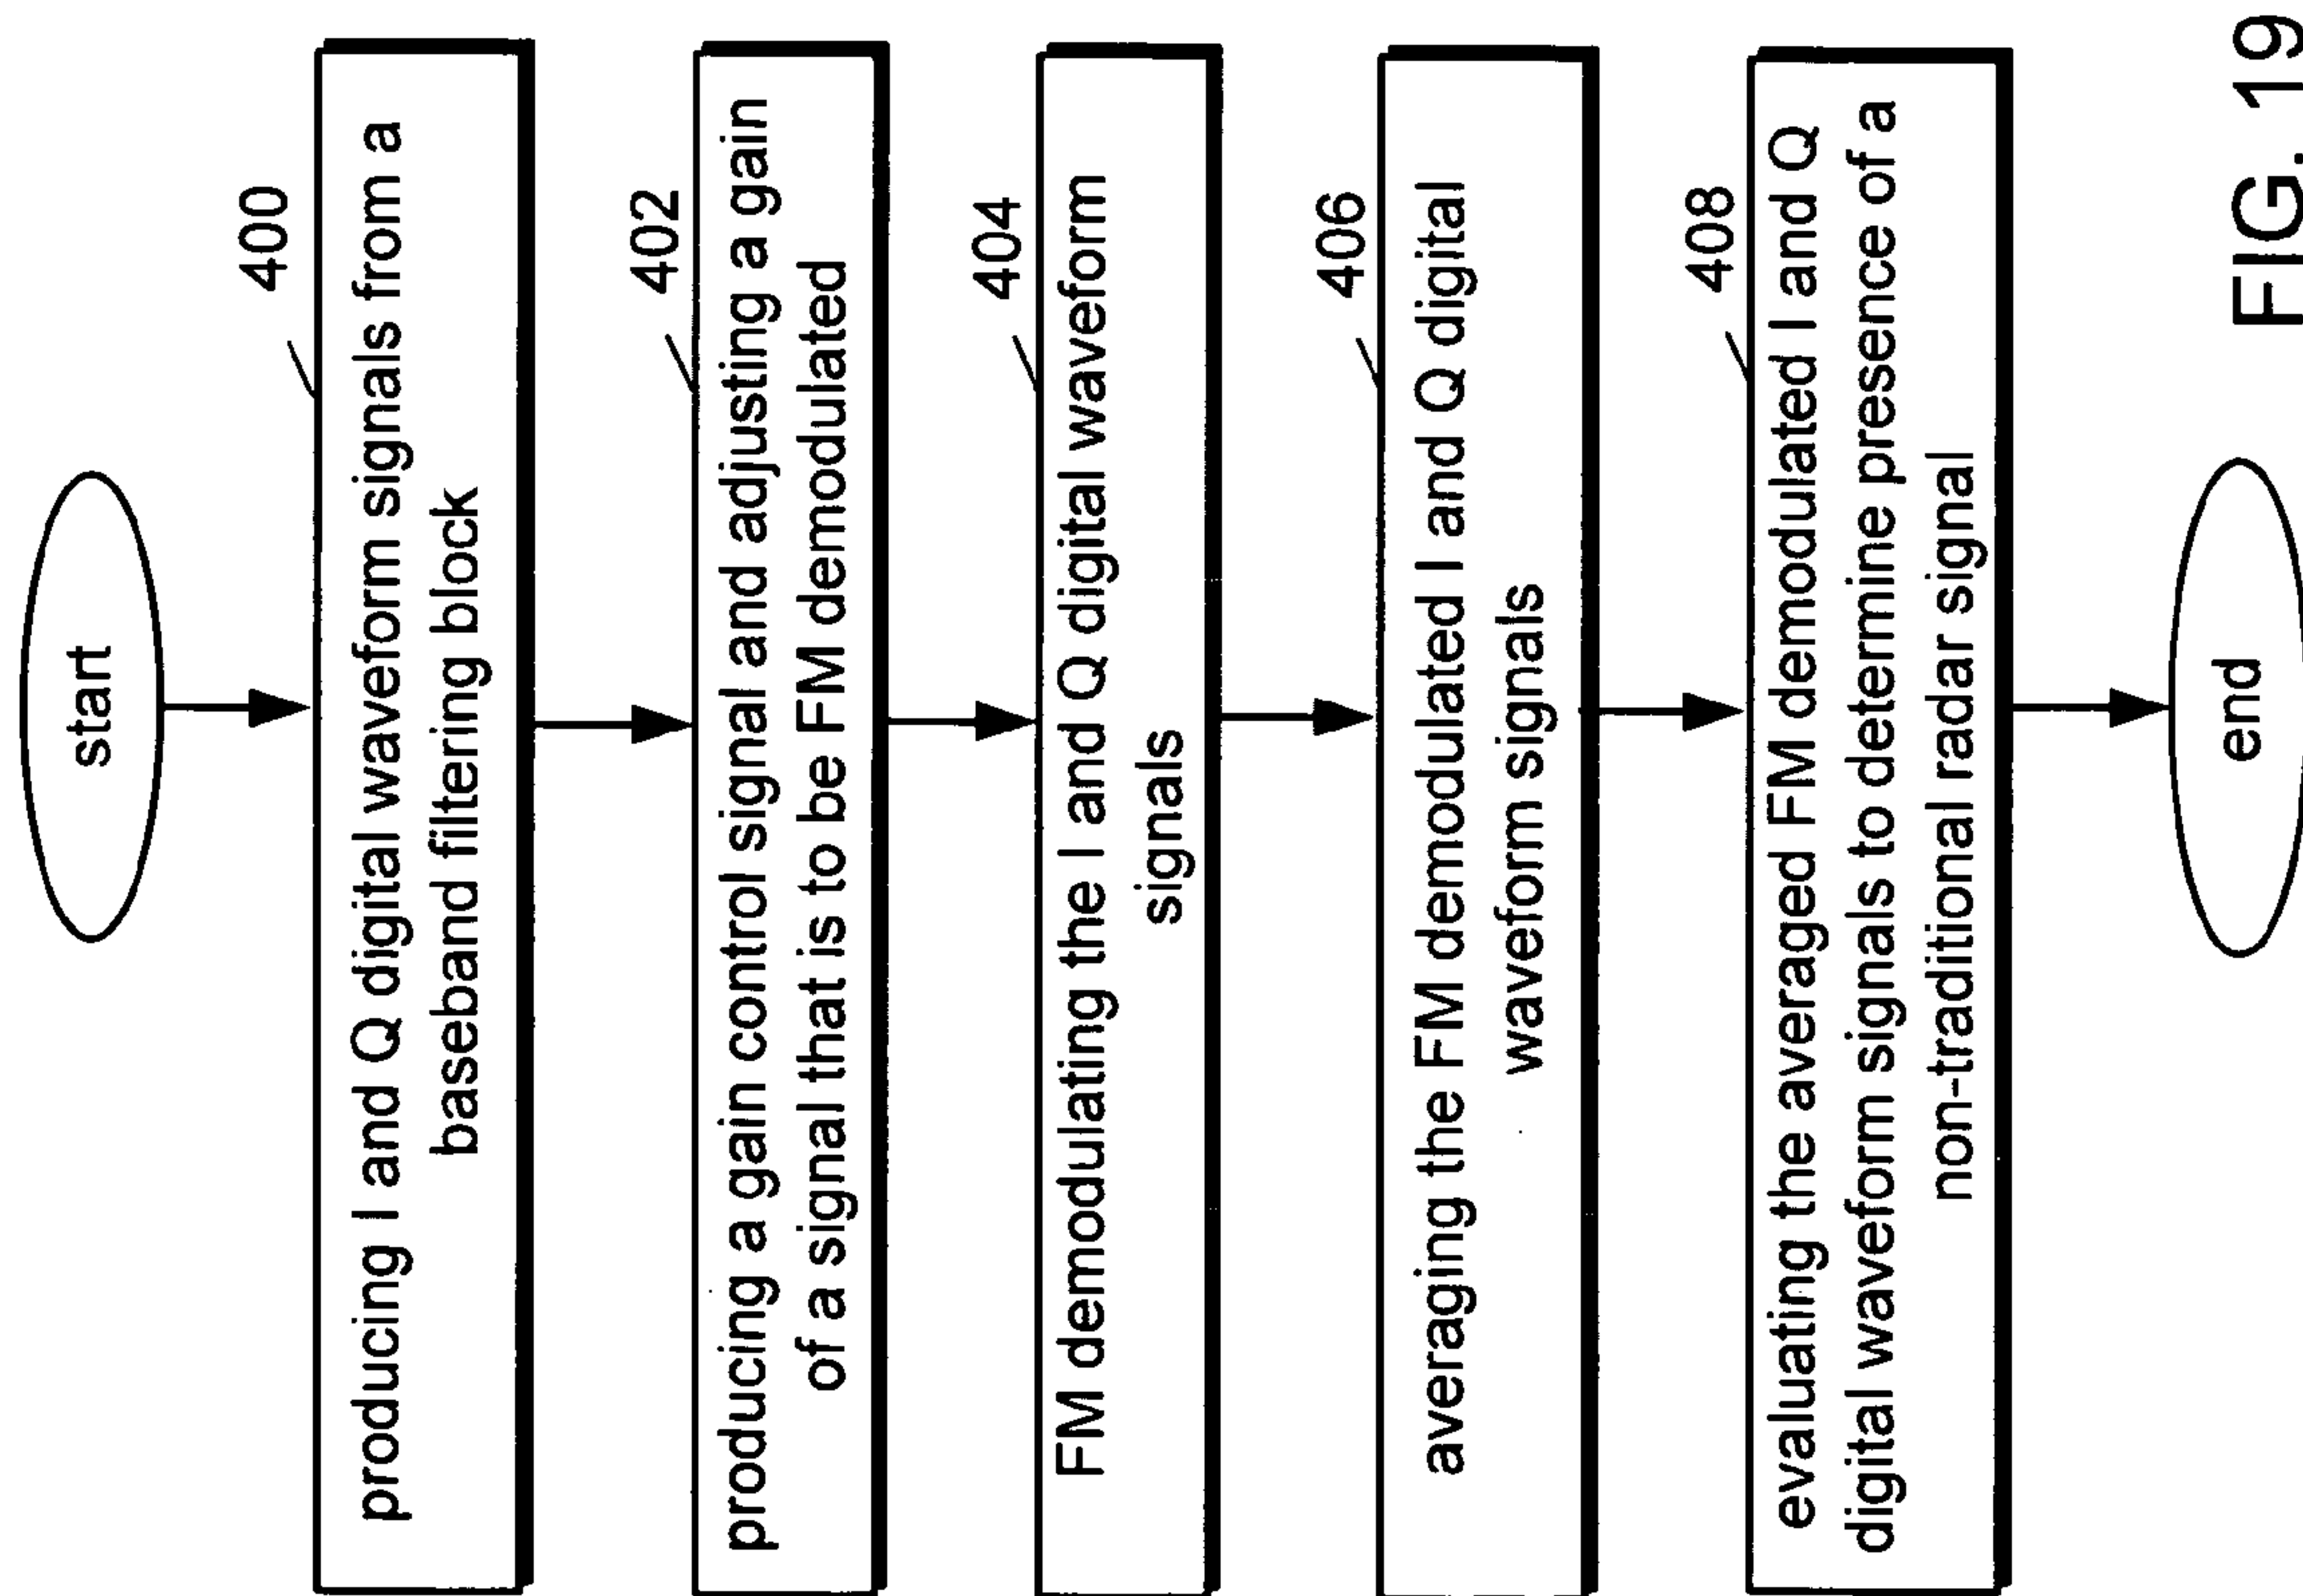 start
400
producing I and Q digital waveform signals from a
baseband filtering block
402
producing a gain control signal and adjusting a gain
of a signal that is to be FM demodulated
404
FM demodulating the I and Q digital waveform
signals
406
averaging the FM demodulated I and Q digital
waveform signals
408
evaluating the averaged FM demodulated I and Q
digital waveform signals to determine presence of a
non-traditional radar signal
end
FIG. 19